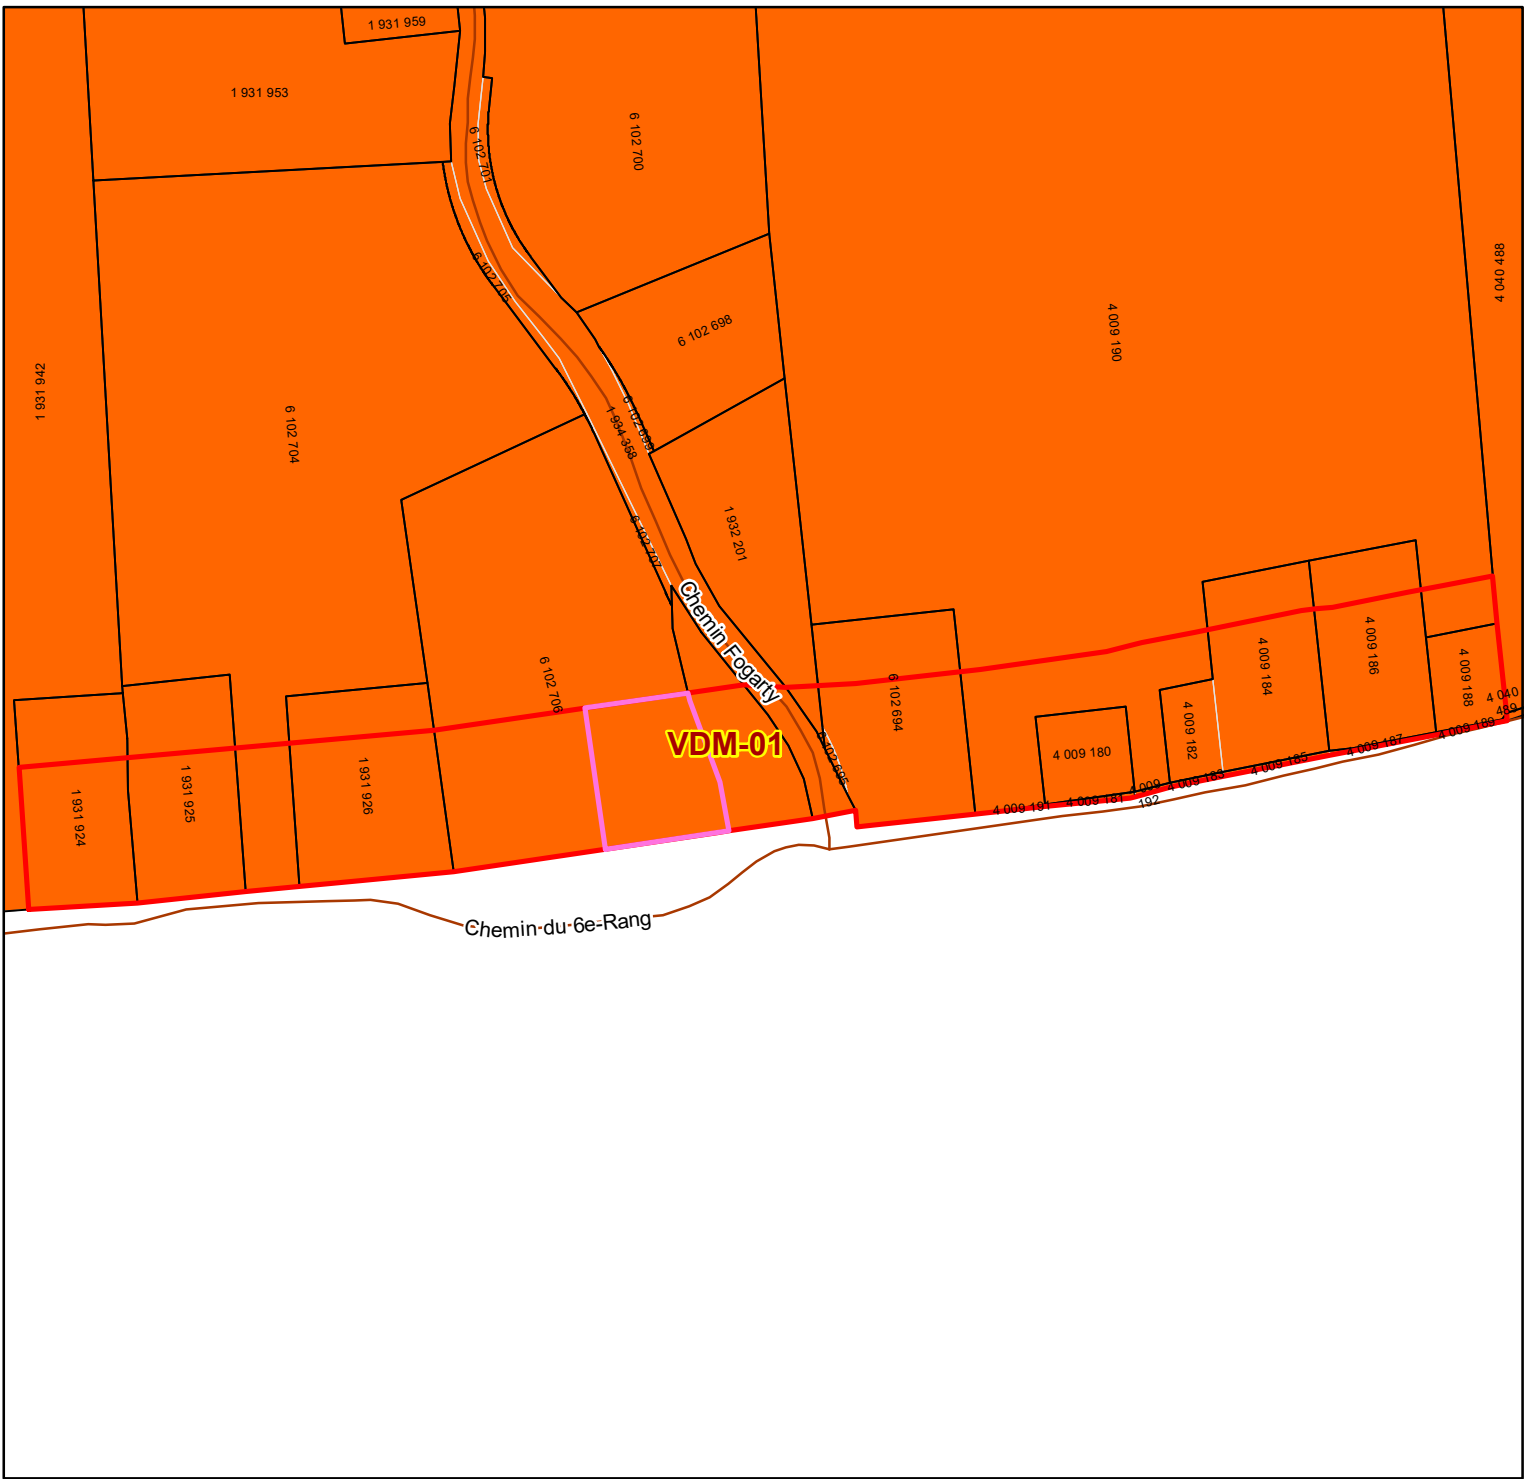 1 931 959
1 931 953
6 102 700
6 102 701
6 102 705
4 040 488
6 102 698
4 009 190
1 931 942
6 102 704
6 102 699
1 934 358
1 932 201
6 102 707
Chemin Fogarty
6 102 706
6 102 694
4 009 184
4 009 186
4 009 188
4 040
489
4 009 182
VDM-01
6 102 695
4 009 180
4 009 189
4 009 187
4 009 185
4 009 183
4 009
192
4 009 181
4 009 191
1 931 924
1 931 925
1 931 926
Chemin-du-6e-Rang